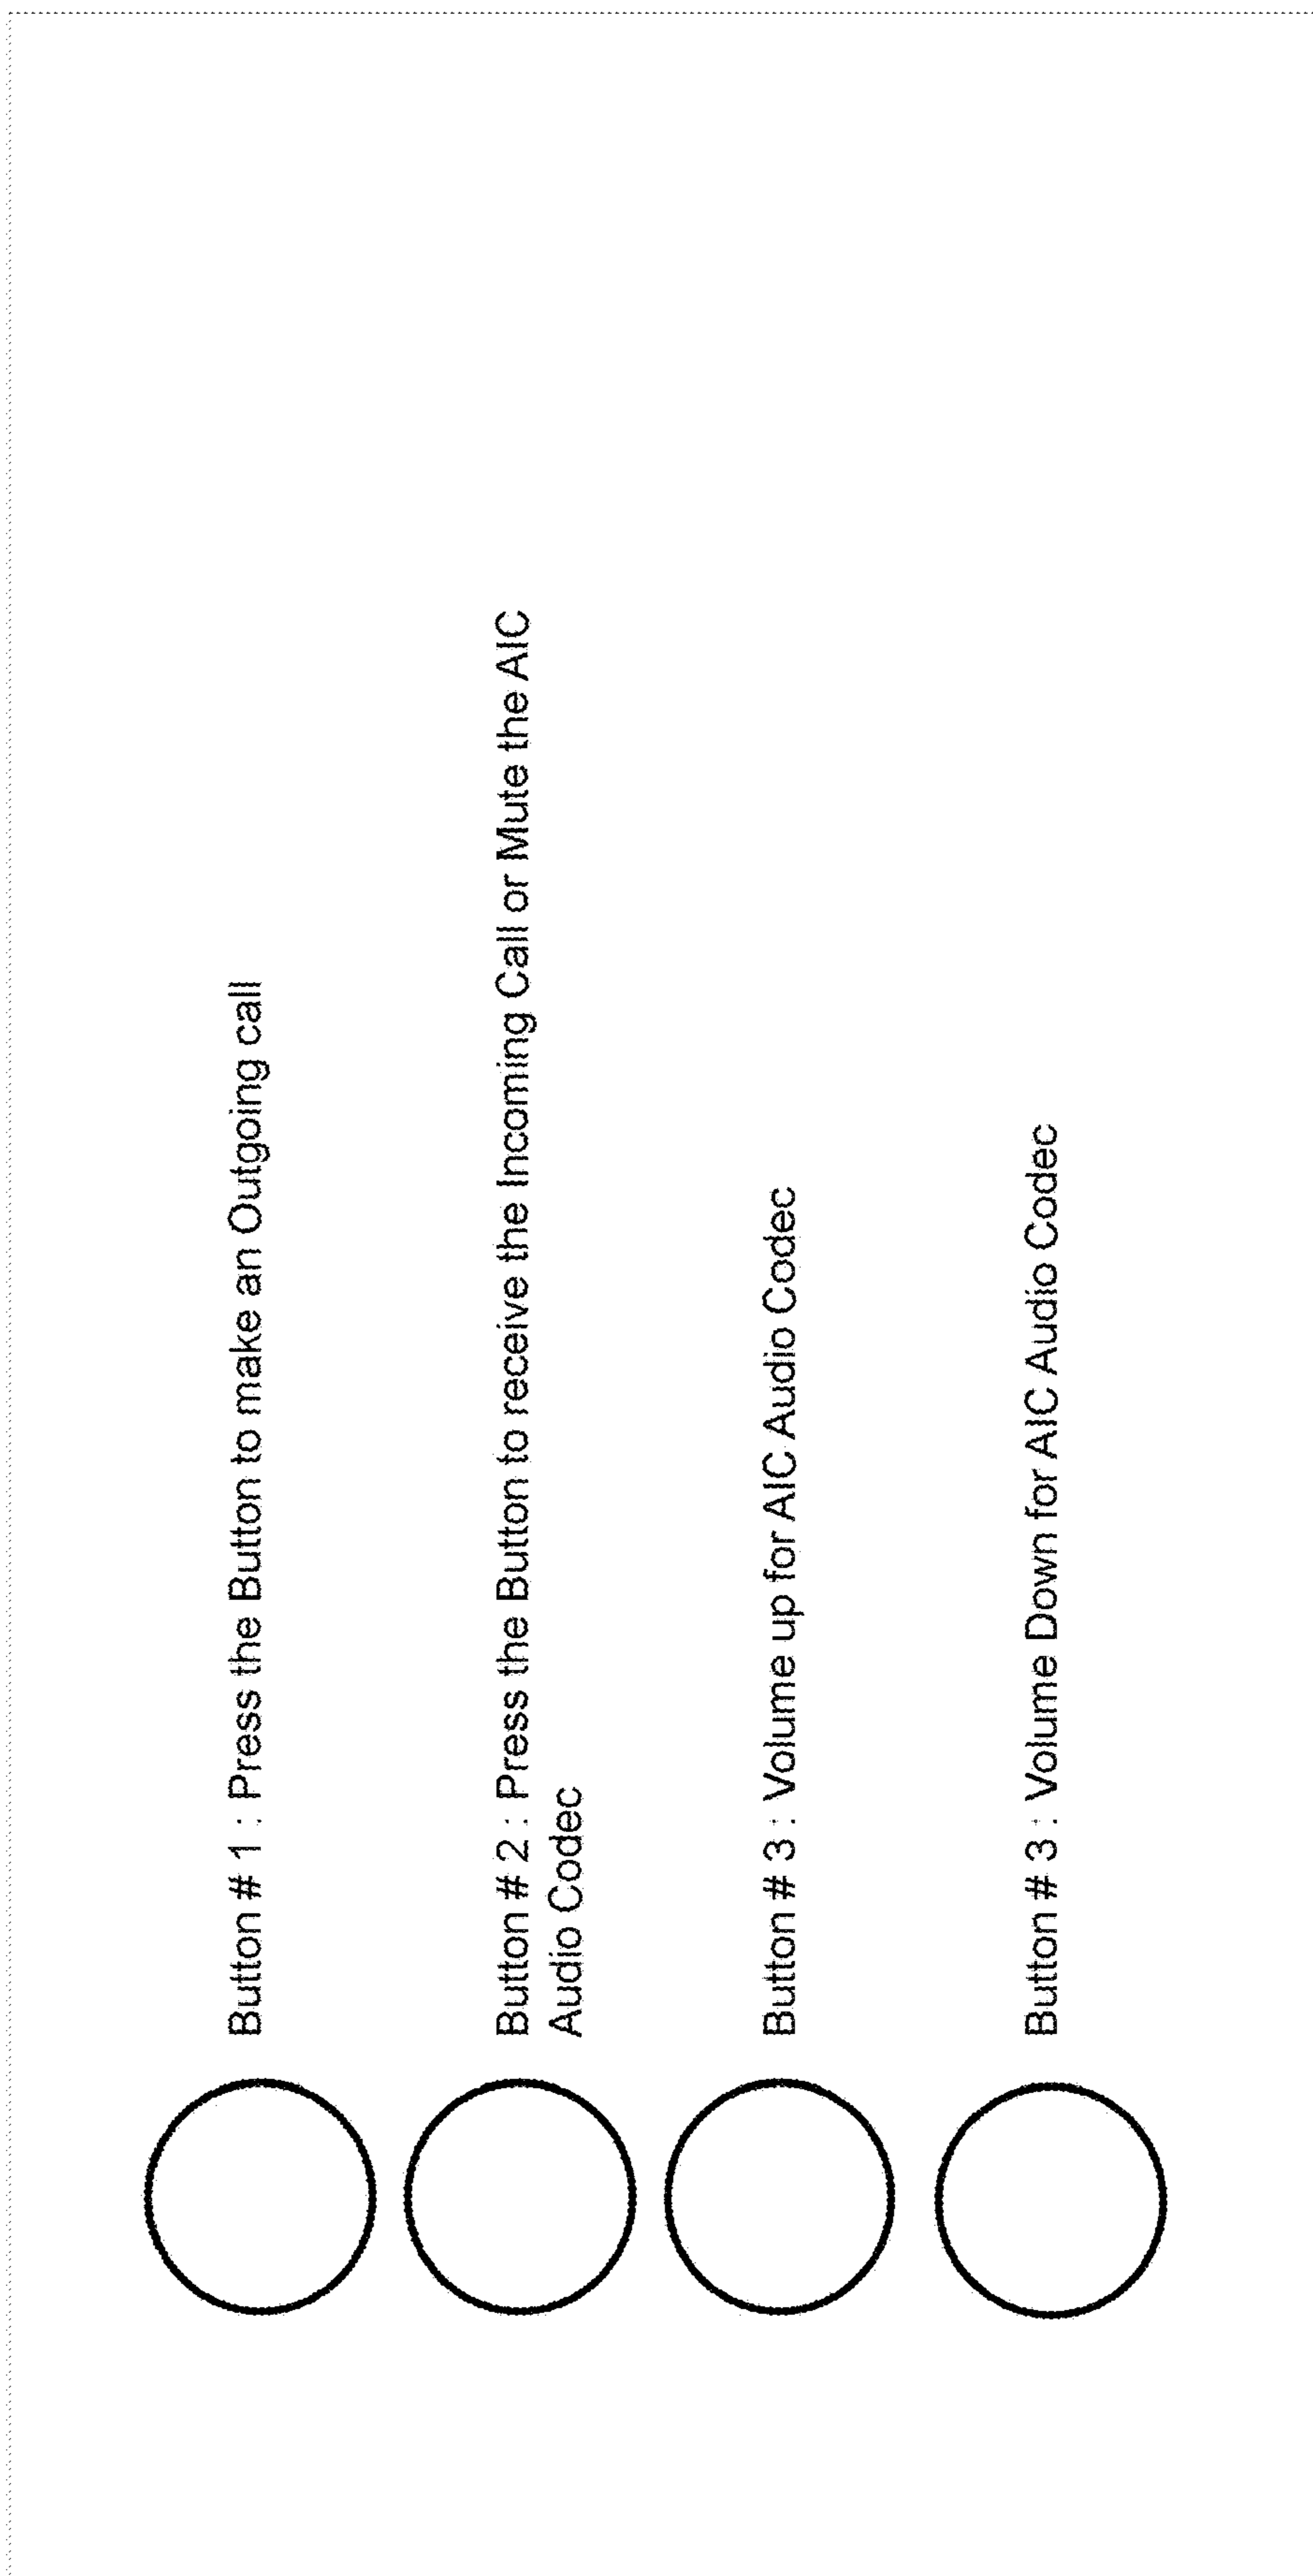 Button # 1 : Press the Button to make an Outgoing call
Button # 2 : Press the Button to receive the Incoming Call or Mute the AIC
Audio Codec
Button # 3 : Volume up for AIC Audio Codec
Button # 3 : Volume Down for AIC Audio Codec